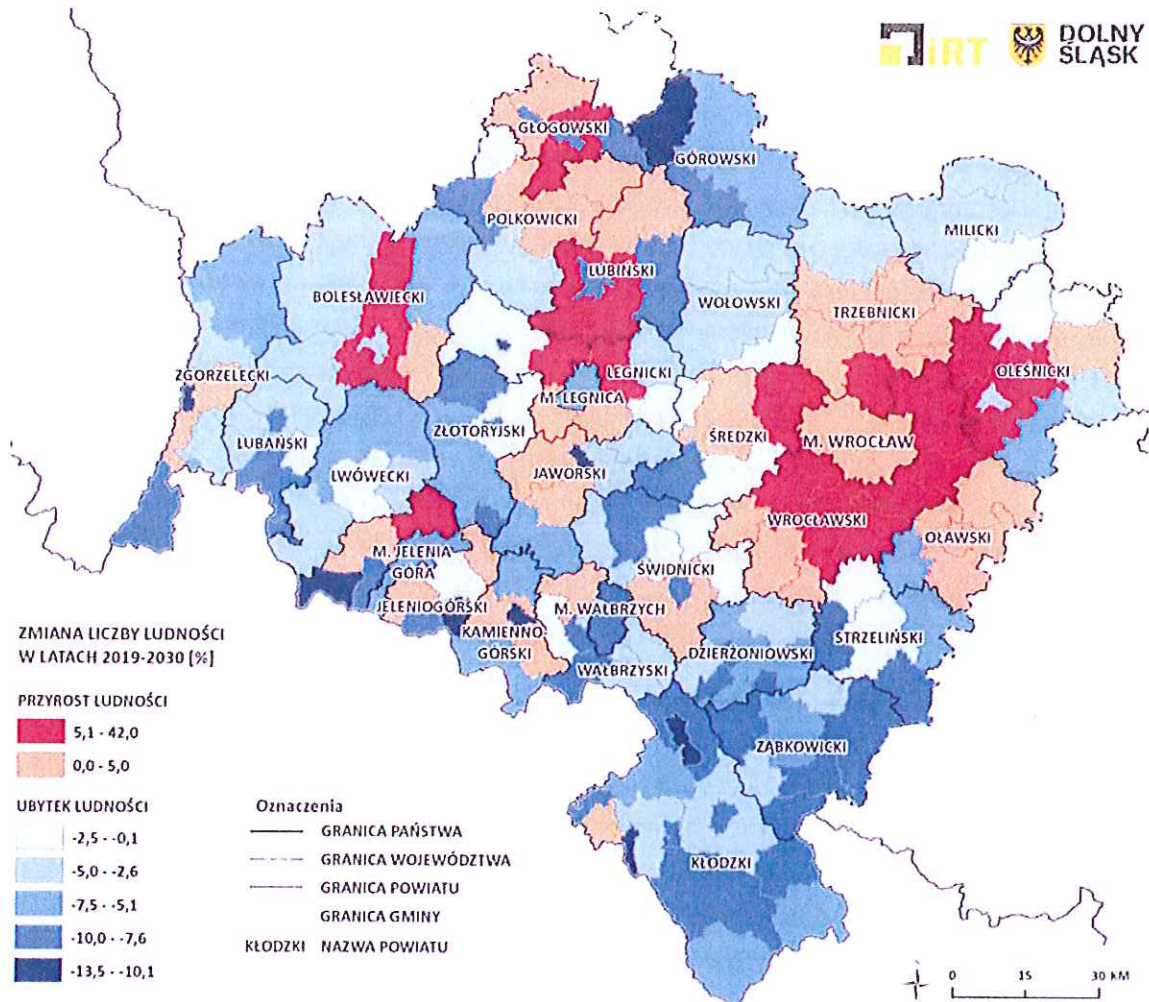 iRT
DOLNY
ŚLĄSK
GŁOGOWSKI
GÓROWSKI
POLKOWICKI
MILICKI
LUBIŃSKI
BOLESŁAWIECKI
WOŁOWSKI
TRZEBNICKI
ZGORZELECKI
LEGNICKI
OLEŚNICKI
M. LEGNICA
LUBAŃSKI
ZŁOTORYJSKI
ŚREDZKI
M. WROCŁAW
LWÓWECKI
JAWORSKI
WROCŁAWSKI
OŁAWSKI
M. JELENIA
GÓRA
ŚWIDNICKI
JELENIOGÓRSKI
M. WAŁBRZYCH
KAMIENNO-
GÓRSKI
STRZELIŃSKI
DZIERŻONIOWSKI
WAŁBRZYSKI
ZĄBKOWICKI
KŁODZKI
ZMIANA LICZBY LUDNOŚCI
W LATACH 2019-2030 [%]
PRZYROST LUDNOŚCI
5,1 - 42,0
0,0 - 5,0
UBYTEK LUDNOŚCI
-2,5 - -0,1
-5,0 - -2,6
-7,5 - -5,1
-10,0 - -7,6
-13,5 - -10,1
Oznaczenia
GRANICA PAŃSTWA
GRANICA WOJEWÓDZTWA
GRANICA POWIATU
GRANICA GMINY
KŁODZKI NAZWA POWIATU
0 15 30 KM